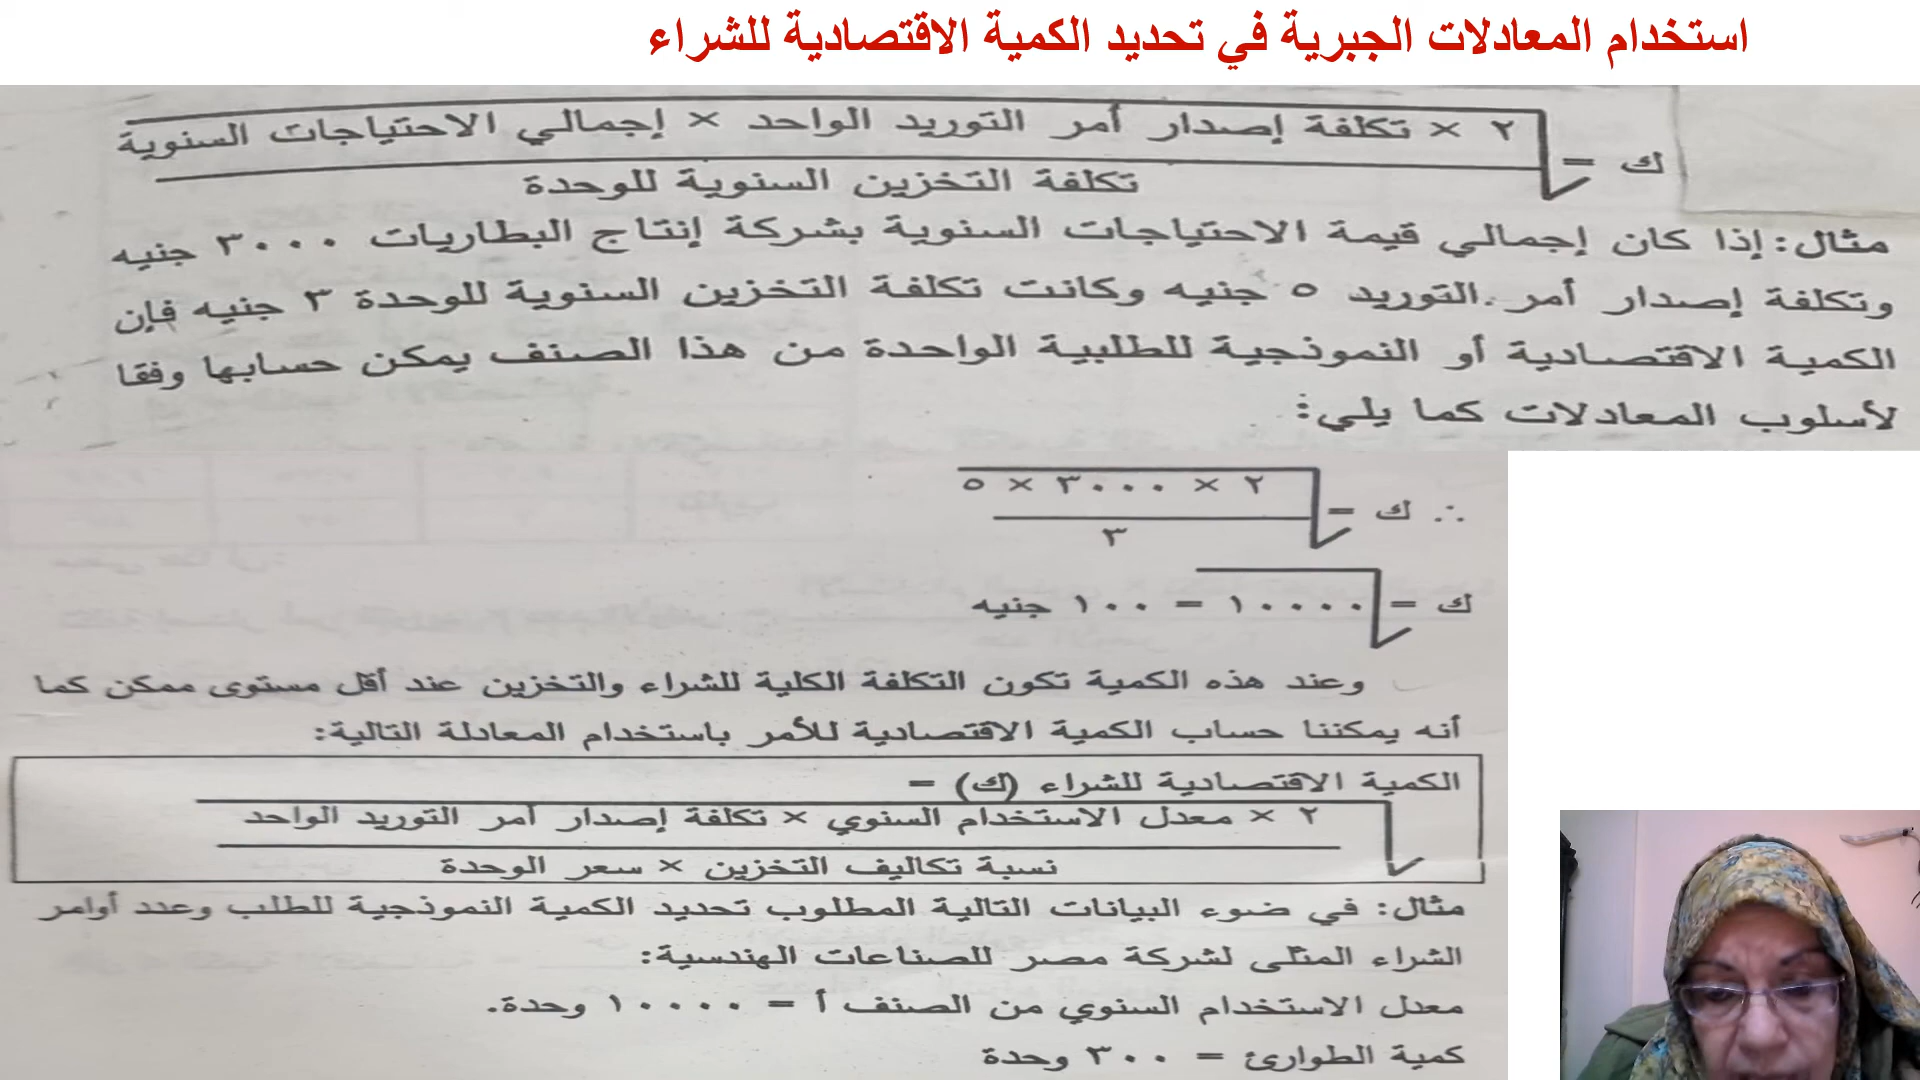 استخدام المعادلات الجبرية في تحديد الكمية الاقتصادية للشراء
ك = ٢ × تكلفة إصدار أمر التوريد الواحد × إجمالي الاحتياجات السنوية
تكلفة التخزين السنوية للوحدة
مثال: إذا كان إجمالي قيمة الاحتياجات السنوية بشركة إنتاج البطاريات ٣٠٠٠ جنيه
وتكلفة إصدار أمر التوريد ٥ جنيه وكانت تكلفة التخزين السنوية للوحدة ٣ جنيه فإن
الكمية الاقتصادية أو النموذجية للطلبية الواحدة من هذا الصنف يمكن حسابها وفقا
لأسلوب المعادلات كما يلي:
∴ ك = ٢ × ٣٠٠٠ × ٥
٣
ك = √١٠٠٠٠ = ١٠٠ جنيه
وعند هذه الكمية تكون التكلفة الكلية للشراء والتخزين عند أقل مستوى ممكن كما
أنه يمكننا حساب الكمية الاقتصادية للأمر باستخدام المعادلة التالية:
الكمية الاقتصادية للشراء (ك) =
٢ × معدل الاستخدام السنوي × تكلفة إصدار أمر التوريد الواحد
نسبة تكاليف التخزين × سعر الوحدة
مثال: في ضوء البيانات التالية المطلوب تحديد الكمية النموذجية للطلب وعدد أوامر
الشراء المثلى لشركة مصر للصناعات الهندسية:
معدل الاستخدام السنوي من الصنف أ = ١٠٠٠٠ وحدة.
كمية الطوارئ = ٣٠٠ وحدة